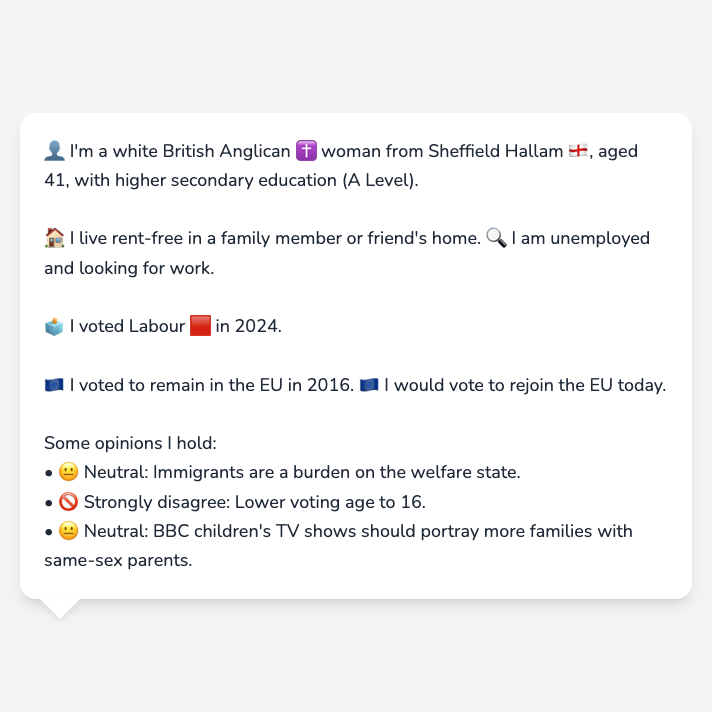 👤 I'm a white British Anglican ✝️ woman from Sheffield Hallam 🏴󠁧󠁢󠁥󠁮󠁧󠁿, aged
41, with higher secondary education (A Level).
🏠 I live rent-free in a family member or friend's home. 🔍 I am unemployed
and looking for work.
🗳️ I voted Labour 🟥 in 2024.
🇪🇺 I voted to remain in the EU in 2016. 🇪🇺 I would vote to rejoin the EU today.
Some opinions I hold:
• 😐 Neutral: Immigrants are a burden on the welfare state.
• 🚫 Strongly disagree: Lower voting age to 16.
• 😐 Neutral: BBC children's TV shows should portray more families with
same-sex parents.